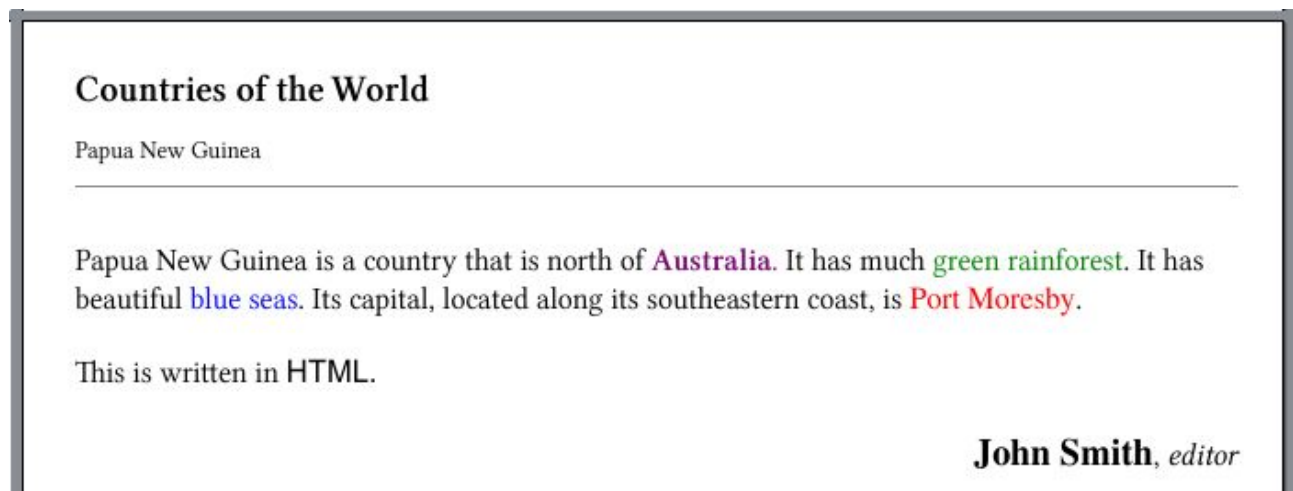 Countries of the World
Papua New Guinea
Papua New Guinea is a country that is north of Australia. It has much green rainforest. It has
beautiful blue seas. Its capital, located along its southeastern coast, is Port Moresby.
This is written in HTML.
John Smith, editor